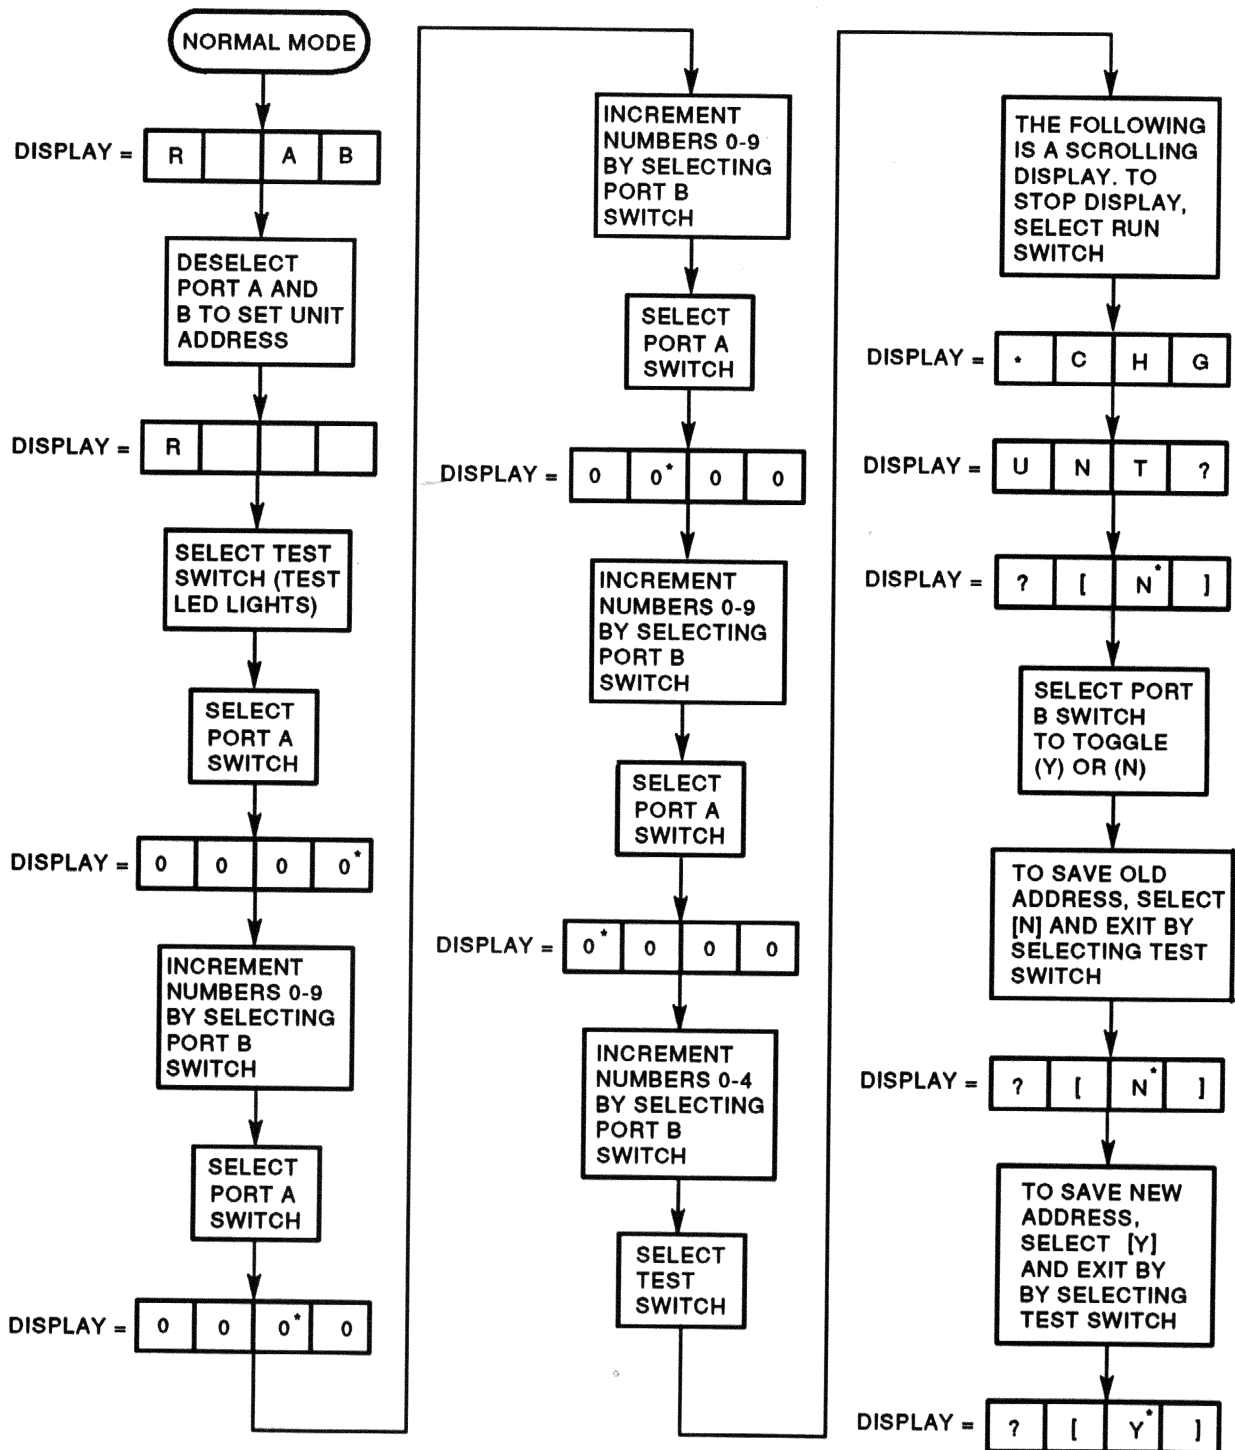 NORMAL MODE
DISPLAY = R A B
DESELECT
PORT A AND
B TO SET UNIT
ADDRESS
DISPLAY = R
SELECT TEST
SWITCH (TEST
LED LIGHTS)
SELECT
PORT A
SWITCH
DISPLAY = 0 0 0 0*
INCREMENT
NUMBERS 0-9
BY SELECTING
PORT B
SWITCH
SELECT
PORT A
SWITCH
DISPLAY = 0 0 0* 0
INCREMENT
NUMBERS 0-9
BY SELECTING
PORT B
SWITCH
SELECT
PORT A
SWITCH
DISPLAY = 0 0* 0 0
INCREMENT
NUMBERS 0-9
BY SELECTING
PORT B
SWITCH
SELECT
PORT A
SWITCH
DISPLAY = 0* 0 0 0
INCREMENT
NUMBERS 0-4
BY SELECTING
PORT B
SWITCH
SELECT
TEST
SWITCH
THE FOLLOWING
IS A SCROLLING
DISPLAY. TO
STOP DISPLAY,
SELECT RUN
SWITCH
DISPLAY = * C H G
DISPLAY = U N T ?
DISPLAY = ? [ N* ]
SELECT PORT
B SWITCH
TO TOGGLE
(Y) OR (N)
TO SAVE OLD
ADDRESS, SELECT
[N] AND EXIT BY
SELECTING TEST
SWITCH
DISPLAY = ? [ N* ]
TO SAVE NEW
ADDRESS,
SELECT [Y]
AND EXIT BY
BY SELECTING
TEST SWITCH
DISPLAY = ? [ Y* ]